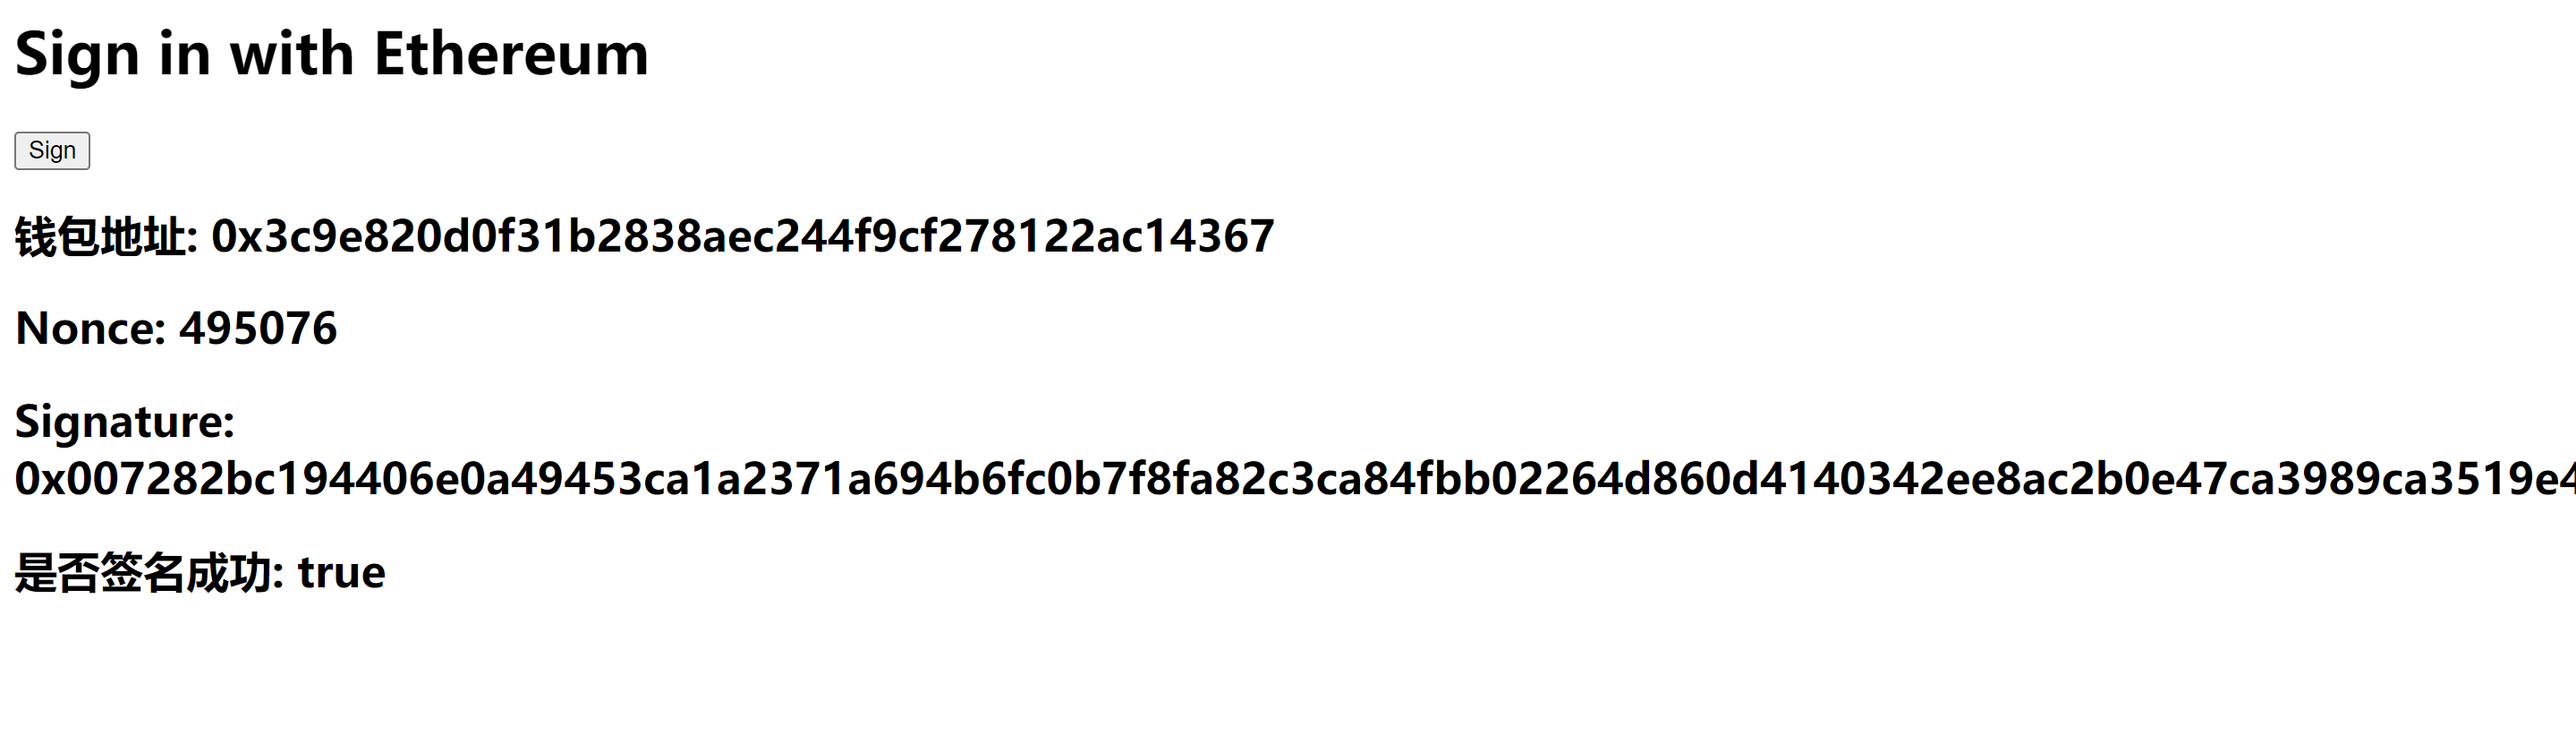 Sign in with Ethereum
Sign
钱包地址: 0x3c9e820d0f31b2838aec244f9cf278122ac14367
Nonce: 495076
Signature:
0x007282bc194406e0a49453ca1a2371a694b6fc0b7f8fa82c3ca84fbb02264d860d4140342ee8ac2b0e47ca3989ca3519e4
是否签名成功: true